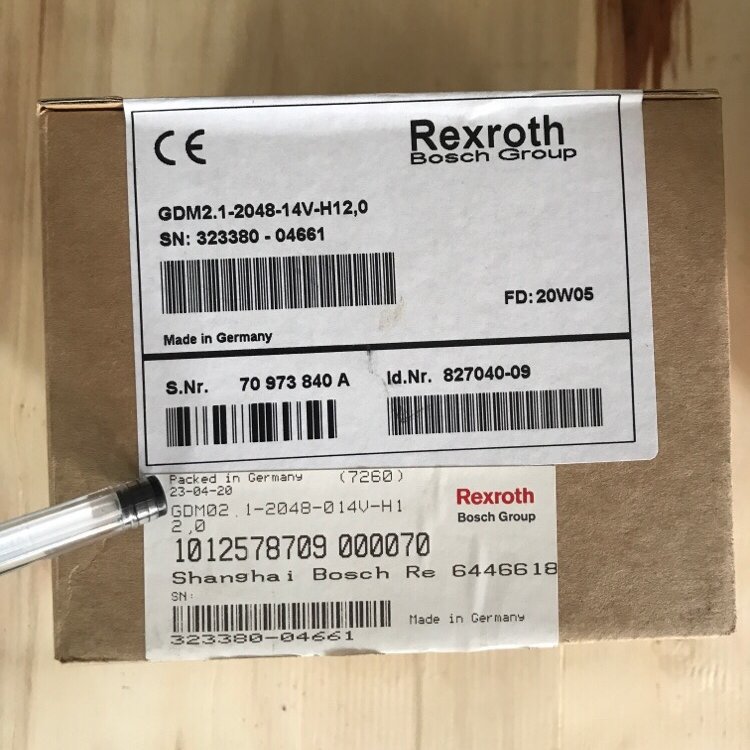 CE
Rexroth
Bosch Group
GDM2.1-2048-14V-H12,0
SN: 323380 - 04661
FD: 20W05
Made in Germany
S.Nr. 70 973 840 A
Id.Nr. 827040-09
Packed in Germany (7260)
23-04-20
Rexroth
Bosch Group
GDM02.1-2048-014V-H1
2,0
1012578709 000070
Shanghai Bosch Re 6446618
SN:
Made in Germany
323380-04661